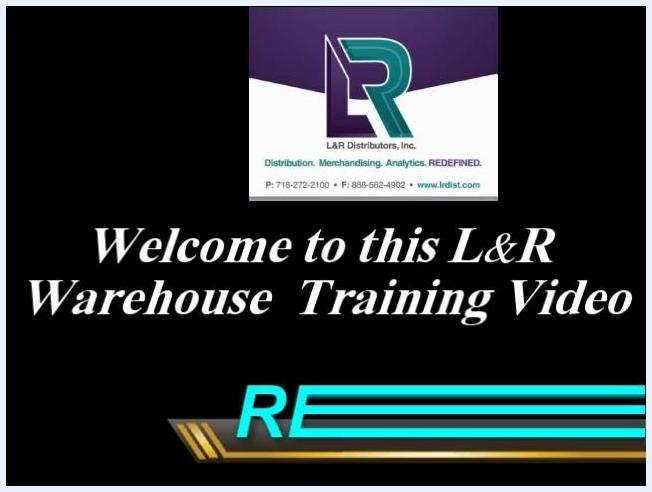 LR
L&R Distributors, Inc.
Distribution. Merchandising. Analytics. REDEFINED.
P: 718-272-2100 • F: 888-562-4902 • www.lrdist.com
Welcome to this L&R
Warehouse Training Video
RE